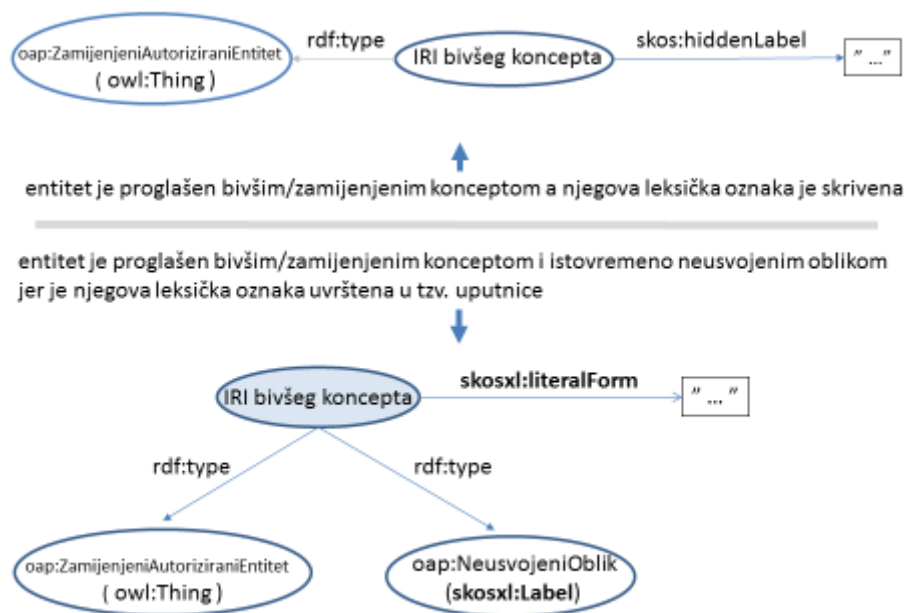 oap:ZamijenjeniAutoriziraniEntitet
( owl:Thing )
rdf:type
IRI bivšeg koncepta
skos:hiddenLabel
" ..."
entitet je proglašen bivšim/zamijenjenim konceptom a njegova leksička oznaka je skrivena
entitet je proglašen bivšim/zamijenjenim konceptom i istovremeno neusvojenim oblikom
jer je njegova leksička oznaka uvrštena u tzv. uputnice
IRI bivšeg koncepta
skosxl:literalForm
" ... "
rdf:type
rdf:type
oap:ZamijenjeniAutoriziraniEntitet
( owl:Thing )
oap:NeusvojeniOblik
(skosxl:Label)